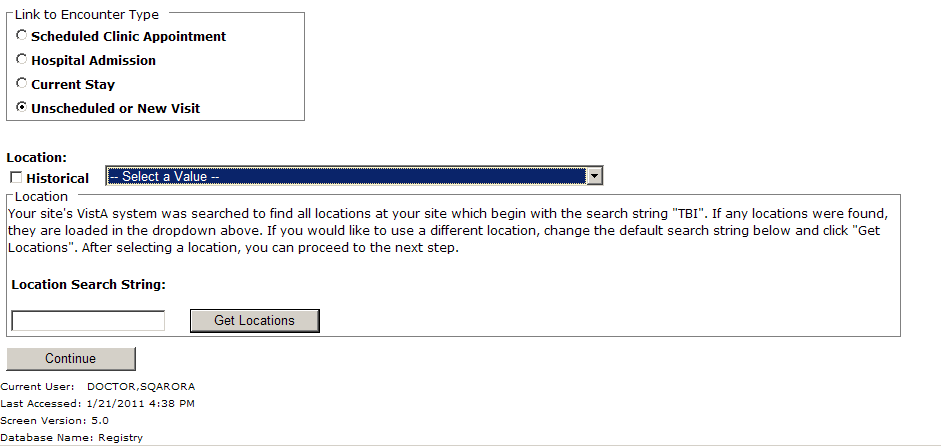 Link to Encounter Type
Scheduled Clinic Appointment
Hospital Admission
Current Stay
Unscheduled or New Visit
Location:
Historical -- Select a Value --
Location
Your site's VistA system was searched to find all locations at your site which begin with the search string "TBI". If any locations were found,
they are loaded in the dropdown above. If you would like to use a different location, change the default search string below and click "Get
Locations". After selecting a location, you can proceed to the next step.
Location Search String:
Get Locations
Continue
Current User: DOCTOR,SQARORA
Last Accessed: 1/21/2011 4:38 PM
Screen Version: 5.0
Database Name: Registry